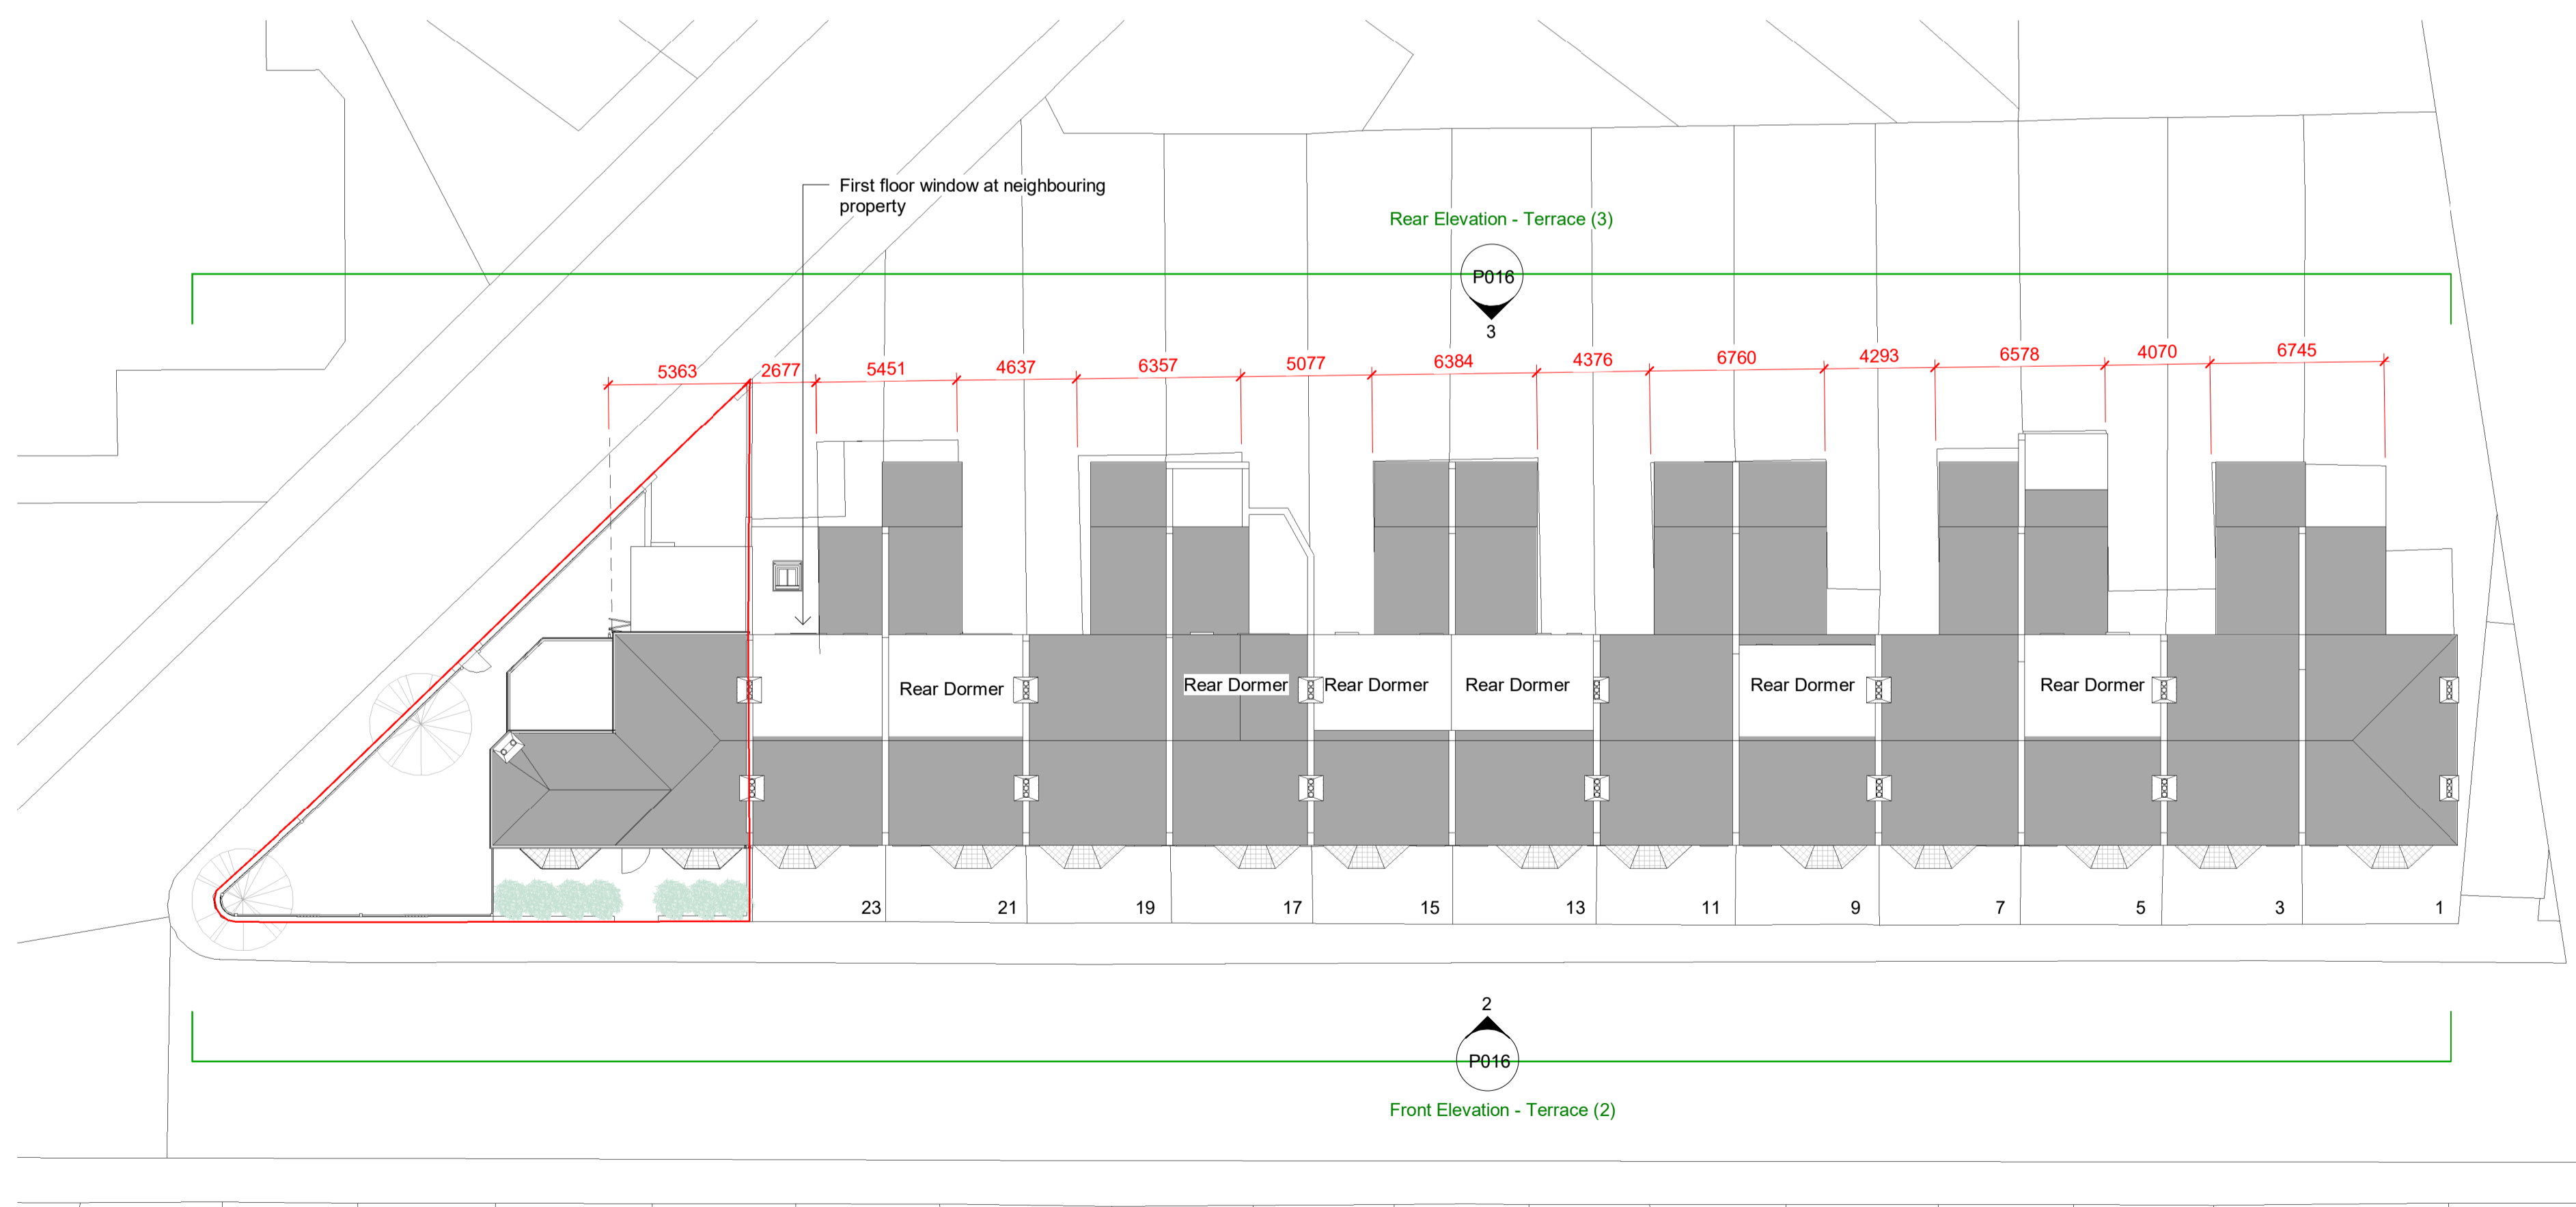 First floor window at neighbouring
property
Rear Elevation - Terrace (3)
P016
3
5363
2677
5451
4637
6357
5077
6384
4376
6760
4293
6578
4070
6745
Rear Dormer
Rear Dormer
Rear Dormer
Rear Dormer
Rear Dormer
Rear Dormer
23
21
19
17
15
13
11
9
7
5
3
1
2
P016
Front Elevation - Terrace (2)